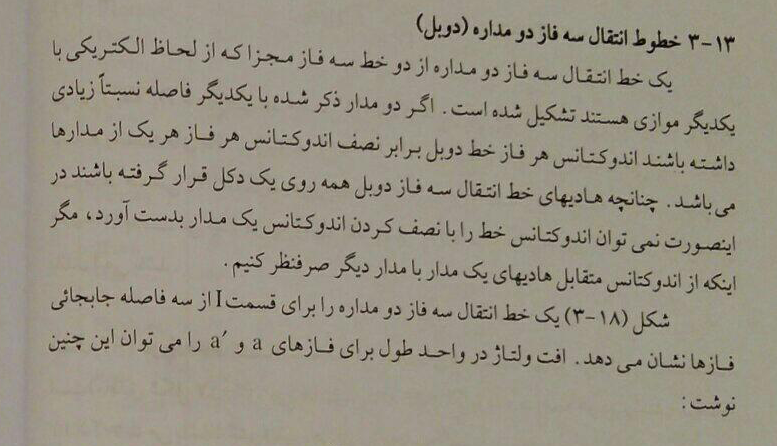 ۳-۱۳ خطوط انتقال سه فاز دو مداره (دوبل)
یک خط انتقال سه فاز دو مداره از دو خط سه فاز مجزا که از لحاظ الکتریکی با
یکدیگر موازی هستند تشکیل شده است. اگر دو مدار ذکر شده با یکدیگر فاصله نسبتاً زیادی
داشته باشند اندوکتانس هر فاز خط دوبل برابر نصف اندوکتانس هر فاز هر یک از مدارها
می باشد. چنانچه هادیهای خط انتقال سه فاز دوبل همه روی یک دکل قرار گرفته باشند در
اینصورت نمی توان اندوکتانس خط را با نصف کردن اندوکتانس یک مدار بدست آورد، مگر
اینکه از اندوکتانس متقابل هادیهای یک مدار با مدار دیگر صرفنظر کنیم.
شکل (۱۸-۳) یک خط انتقال سه فاز دو مداره را برای قسمت I از سه فاصله جابجائی
فازها نشان می دهد. افت ولتاژ در واحد طول برای فازهای a و a′ را می توان این چنین
نوشت: